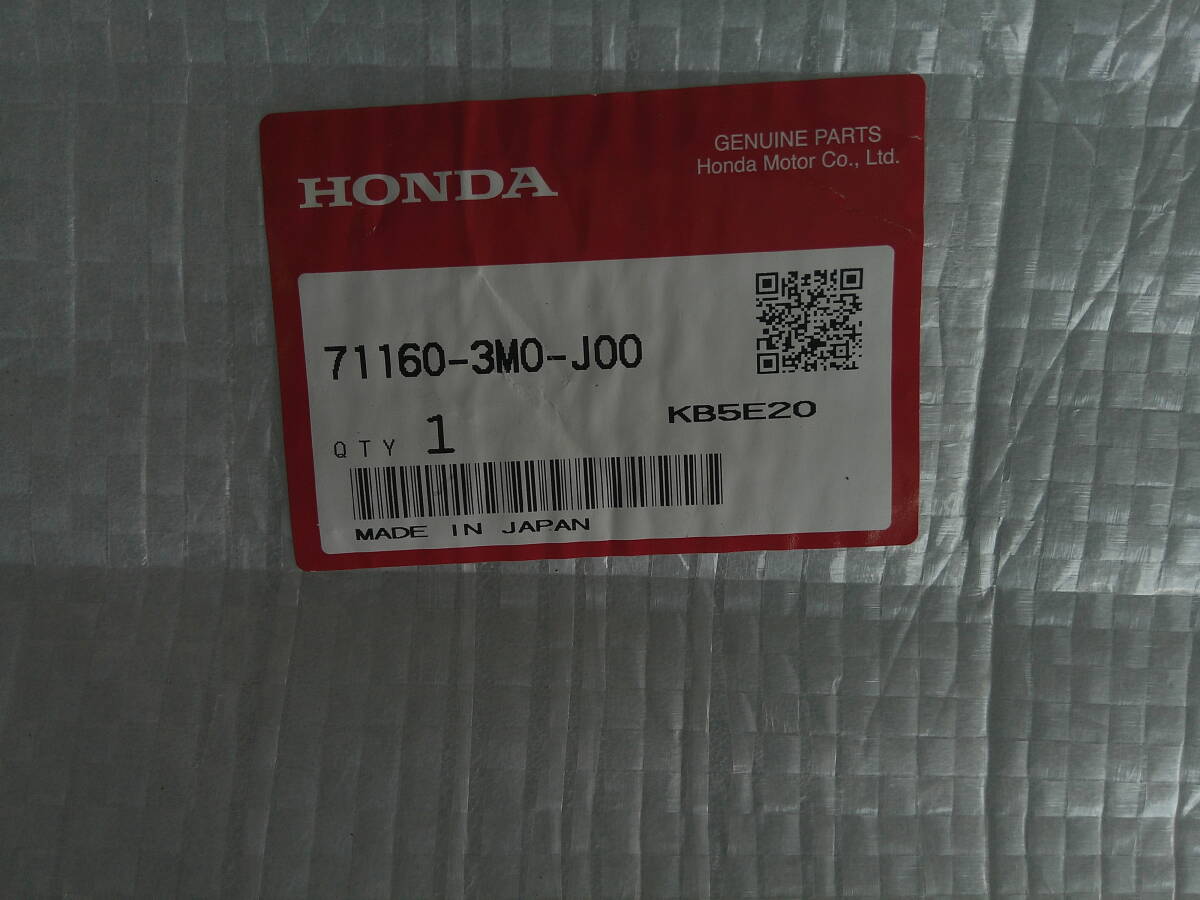 HONDA
GENUINE PARTS
Honda Motor Co., Ltd.
71160-3M0-J00
KB5E20
QTY 1
MADE IN JAPAN